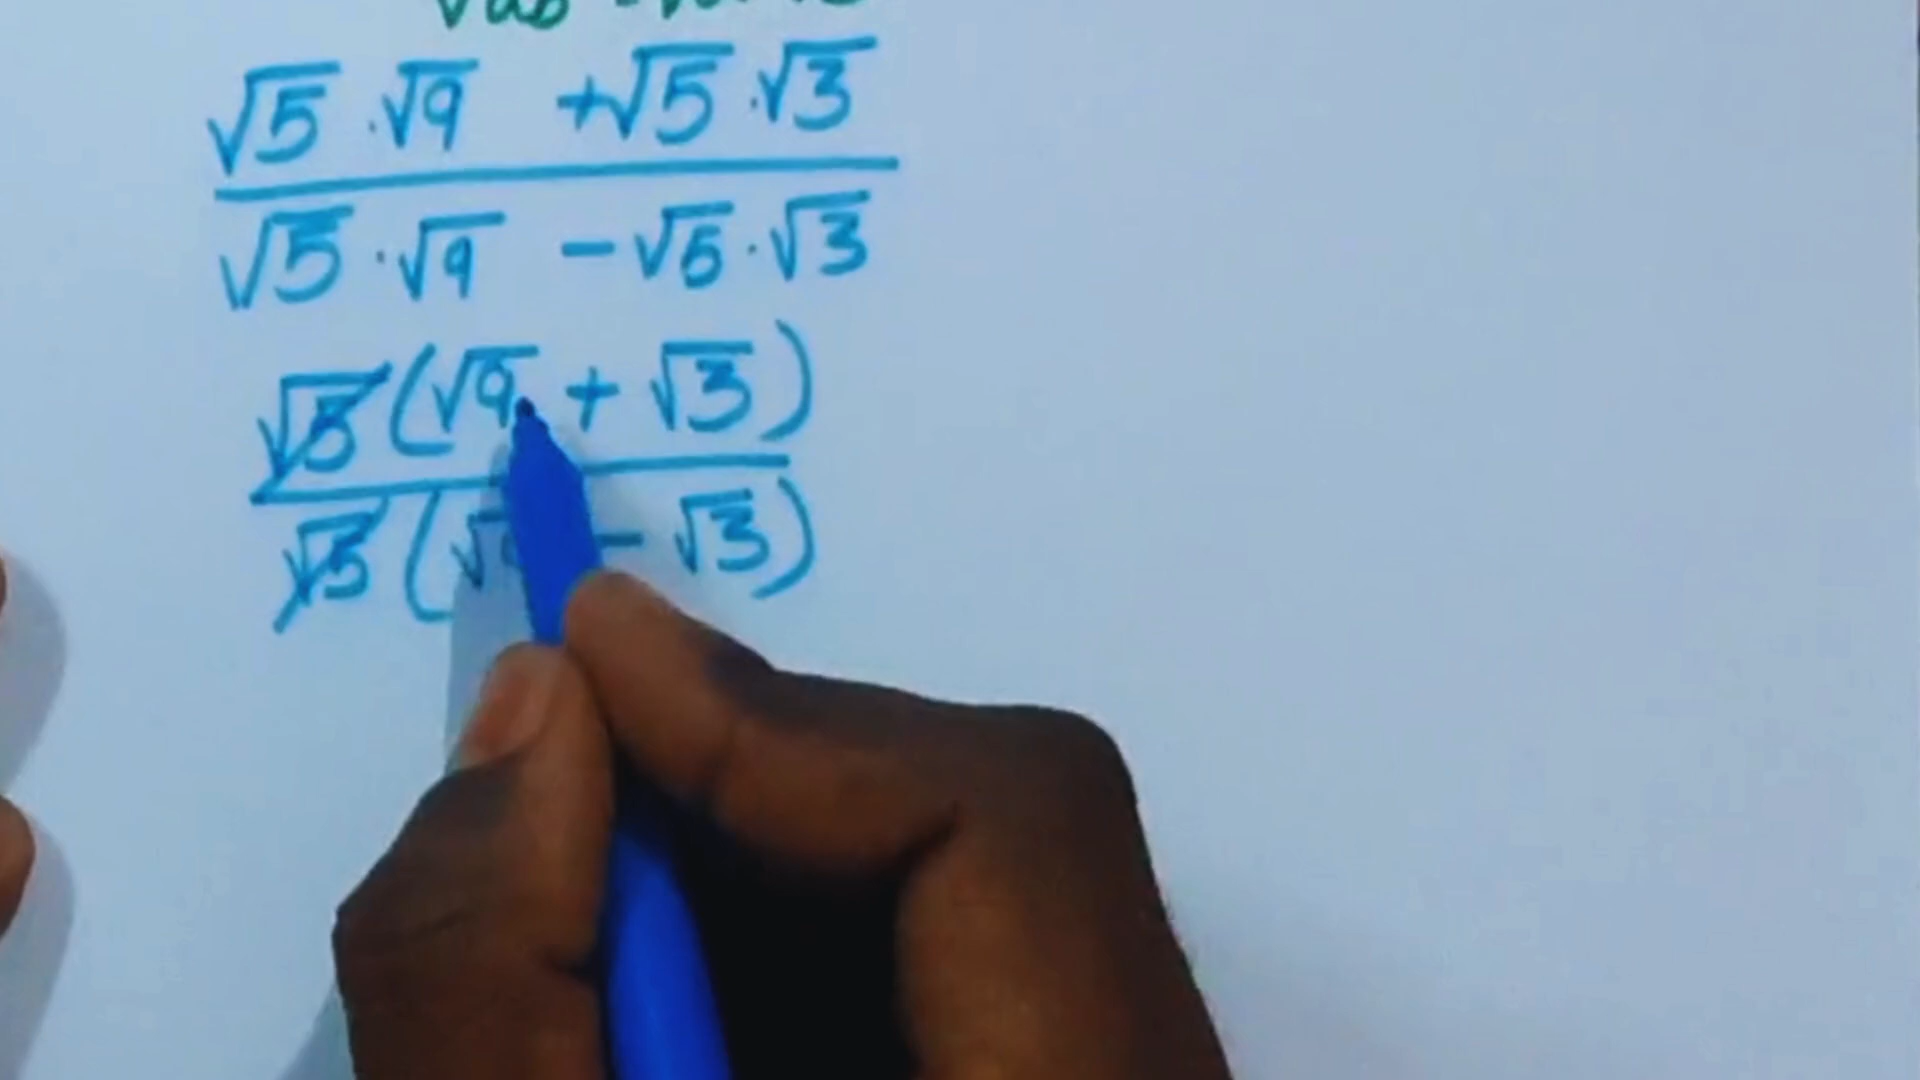 √5 · √9 + √5 · √3
√5 · √9 - √5 · √3
√5 (√9 + √3)
√5 (√ - √3)